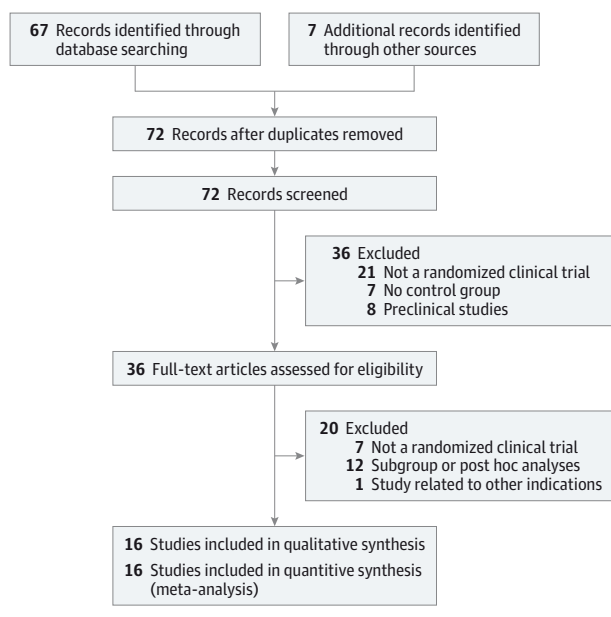 67 Records identified through
database searching
7 Additional records identified
through other sources
72 Records after duplicates removed
72 Records screened
36 Excluded
21 Not a randomized clinical trial
7 No control group
8 Preclinical studies
36 Full-text articles assessed for eligibility
20 Excluded
7 Not a randomized clinical trial
12 Subgroup or post hoc analyses
1 Study related to other indications
16 Studies included in qualitative synthesis
16 Studies included in quantitive synthesis
(meta-analysis)